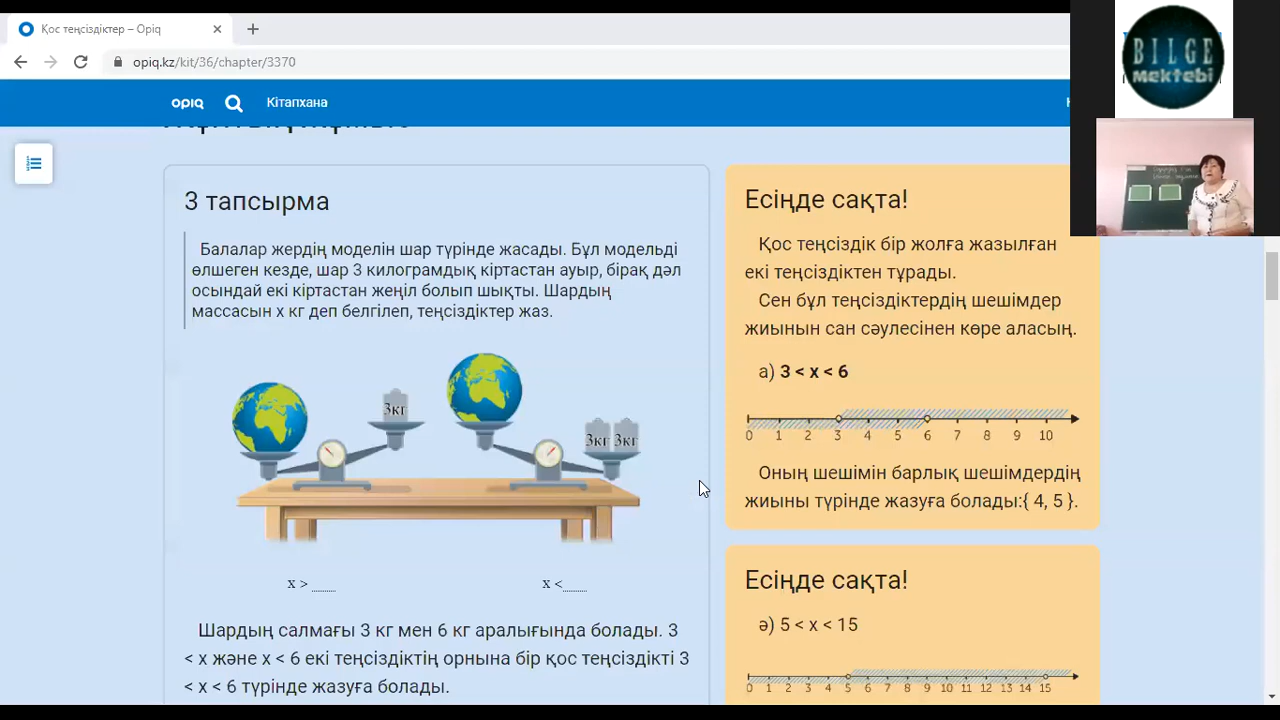 Қос теңсіздіктер – Opiq
opiq.kz/kit/36/chapter/3370
opiq
Кітапхана
BILGE
мектебі
3 тапсырма
Балалар жердің моделін шар түрінде жасады. Бұл модельді
өлшеген кезде, шар 3 килограмдық кіртастан ауыр, бірақ дәл
осындай екі кіртастан жеңіл болып шықты. Шардың
массасын x кг деп белгілеп, теңсіздіктер жаз.
3кг
3кг 3кг
x > ____ x < ____
Шардың салмағы 3 кг мен 6 кг аралығында болады. 3
< x және x < 6 екі теңсіздіктің орнына бір қос теңсіздікті 3
< x < 6 түрінде жазуға болады.
Есіңде сақта!
Қос теңсіздік бір жолға жазылған
екі теңсіздіктен тұрады.
Сен бұл теңсіздіктердің шешімдер
жиынын сан сәулесінен көре аласың.
а) 3 < x < 6
0 1 2 3 4 5 6 7 8 9 10
Оның шешімін барлық шешімдердің
жиыны түрінде жазуға болады:{ 4, 5 }.
Есіңде сақта!
ә) 5 < x < 15
0 1 2 3 4 5 6 7 8 9 10 11 12 13 14 15